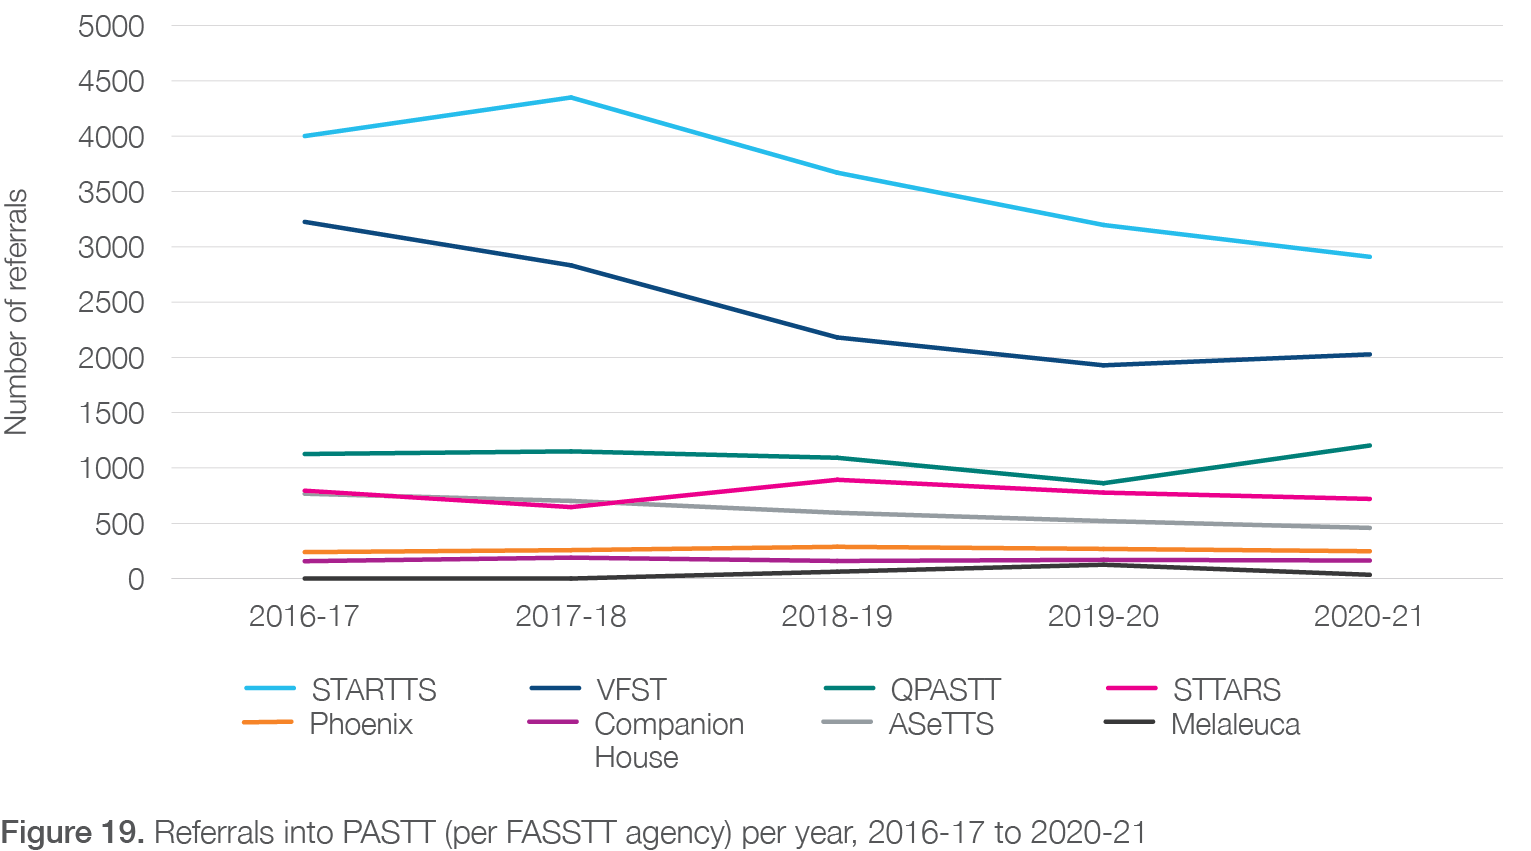 5000
4500
4000
3500
3000
2500
2000
1500
1000
500
0
Number of referrals
2016-17 2017-18 2018-19 2019-20 2020-21
STARTTS VFST QPASTT STTARS
Phoenix Companion House ASeTTS Melaleuca
Figure 19. Referrals into PASTT (per FASSTT agency) per year, 2016-17 to 2020-21